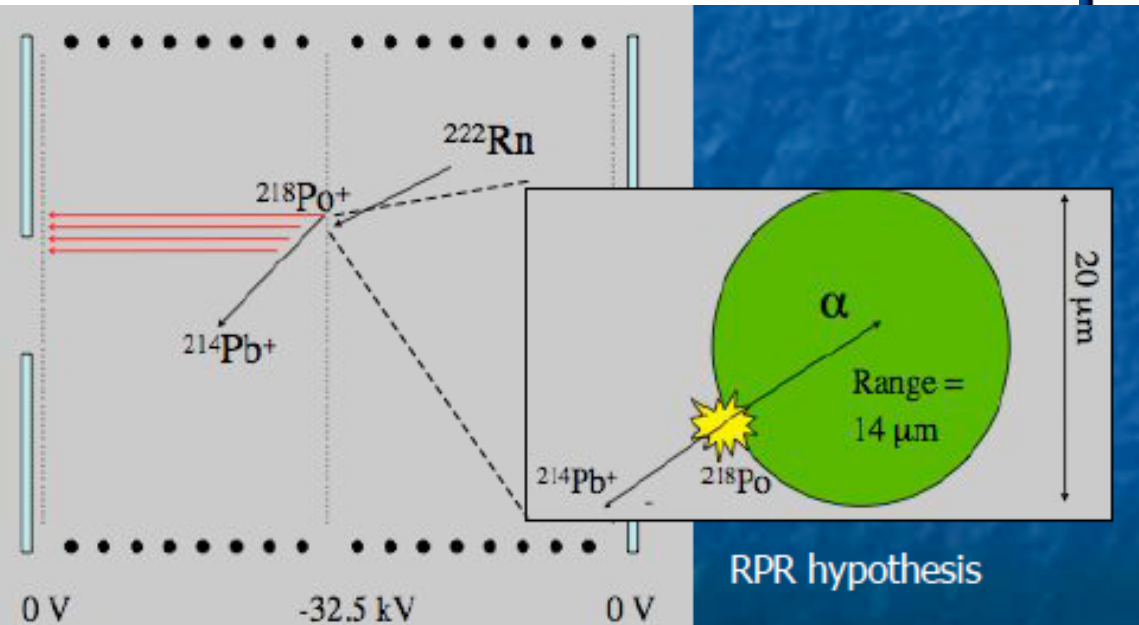 ²²²Rn
²¹⁸Po⁺
²¹⁴Pb⁺
α
20 μm
Range =
14 μm
²¹⁴Pb⁺
²¹⁸Po
RPR hypothesis
0 V
-32.5 kV
0 V